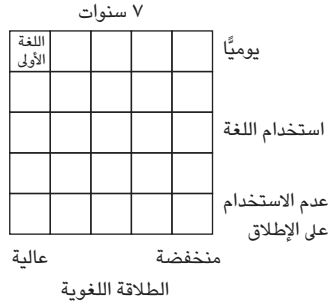 ٧ سنوات
يوميًّا
اللغة
الأولى
استخدام اللغة
عدم الاستخدام
على الإطلاق
منخفضة
عالية
الطلاقة اللغوية